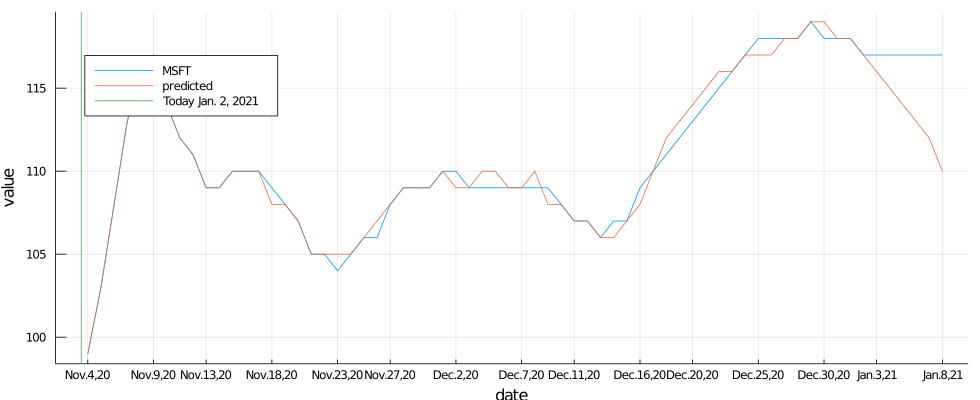 MSFT
predicted
Today Jan. 2, 2021
115
110
105
100
value
Nov.4,20 Nov.9,20 Nov.13,20 Nov.18,20 Nov.23,20 Nov.27,20 Dec.2,20 Dec.7,20 Dec.11,20 Dec.16,20 Dec.20,20 Dec.25,20 Dec.30,20 Jan.3,21 Jan.8,21
date